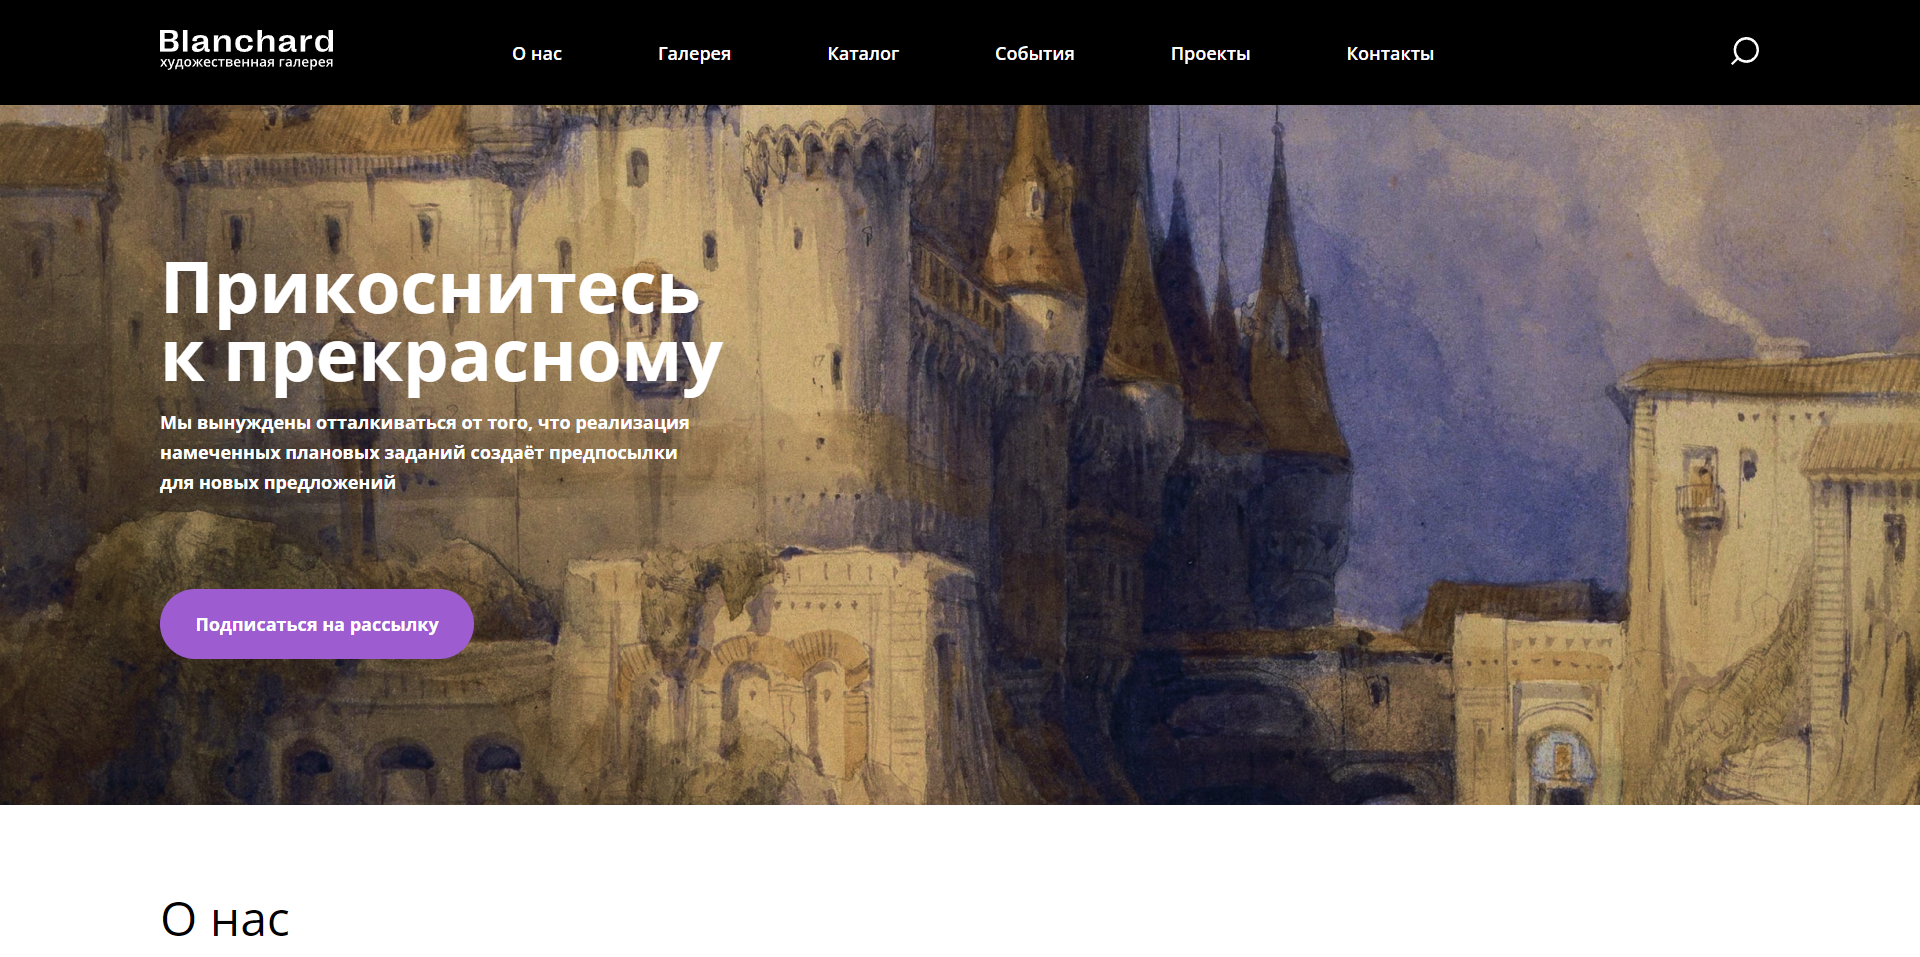 Blanchard
художественная галерея
О нас
Галерея
Каталог
События
Проекты
Контакты
Прикоснитесь
к прекрасному
Мы вынуждены отталкиваться от того, что реализация
намеченных плановых заданий создаёт предпосылки
для новых предложений
Подписаться на рассылку
О нас